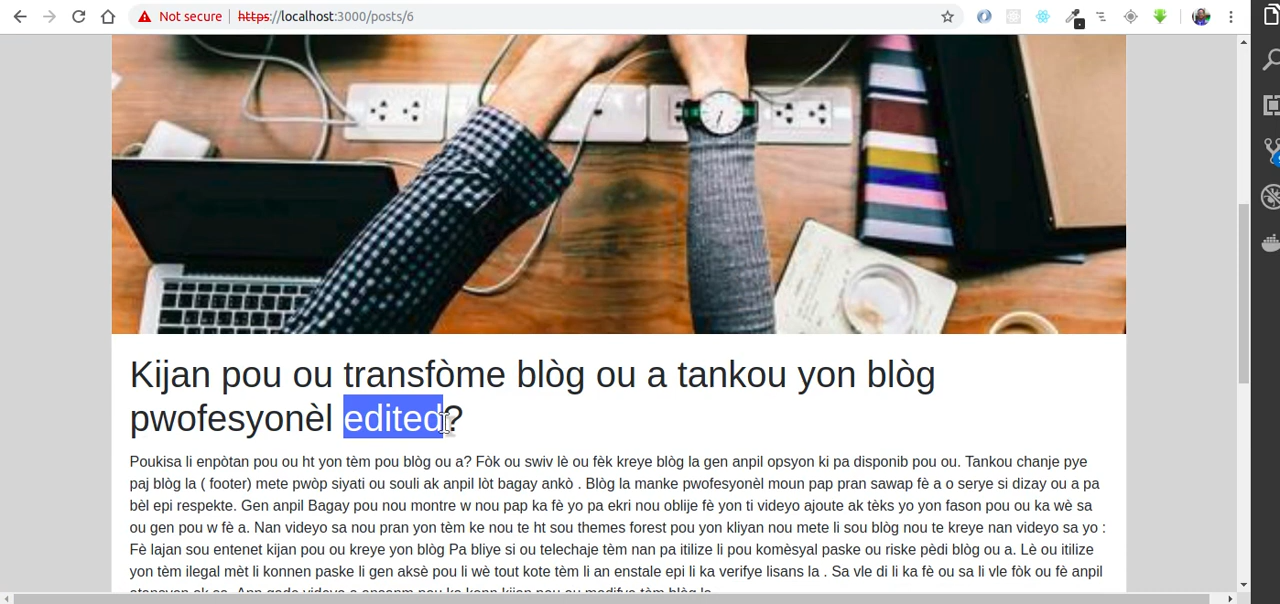 Not secure | https://localhost:3000/posts/6
Kijan pou ou transfòme blòg ou a tankou yon blòg
pwofesyonèl edited?
Poukisa li enpòtan pou ou ht yon tèm pou blòg ou a? Fòk ou swiv lè ou fèk kreye blòg la gen anpil opsyon ki pa disponib pou ou. Tankou chanje pye
paj blòg la ( footer) mete pwòp siyati ou souli ak anpil lòt bagay ankò . Blòg la manke pwofesyonèl moun pap pran sawap fè a o serye si dizay ou a pa
bèl epi respekte. Gen anpil Bagay pou nou montre w nou pap ka fè yo pa ekri nou oblije fè yon ti videyo ajoute ak tèks yo yon fason pou ou ka wè sa
ou gen pou w fè a. Nan videyo sa nou pran yon tèm ke nou te ht sou themes forest pou yon kliyan nou mete li sou blòg nou te kreye nan videyo sa yo :
Fè lajan sou entenet kijan pou ou kreye yon blòg Pa bliye si ou telechaje tèm nan pa itilize li pou komèsyal paske ou riske pèdi blòg ou a. Lè ou itilize
yon tèm ilegal mèt li konnen paske li gen aksè pou li wè tout kote tèm li an enstale epi li ka verifye lisans la . Sa vle di li ka fè ou sa li vle fòk ou fè anpil